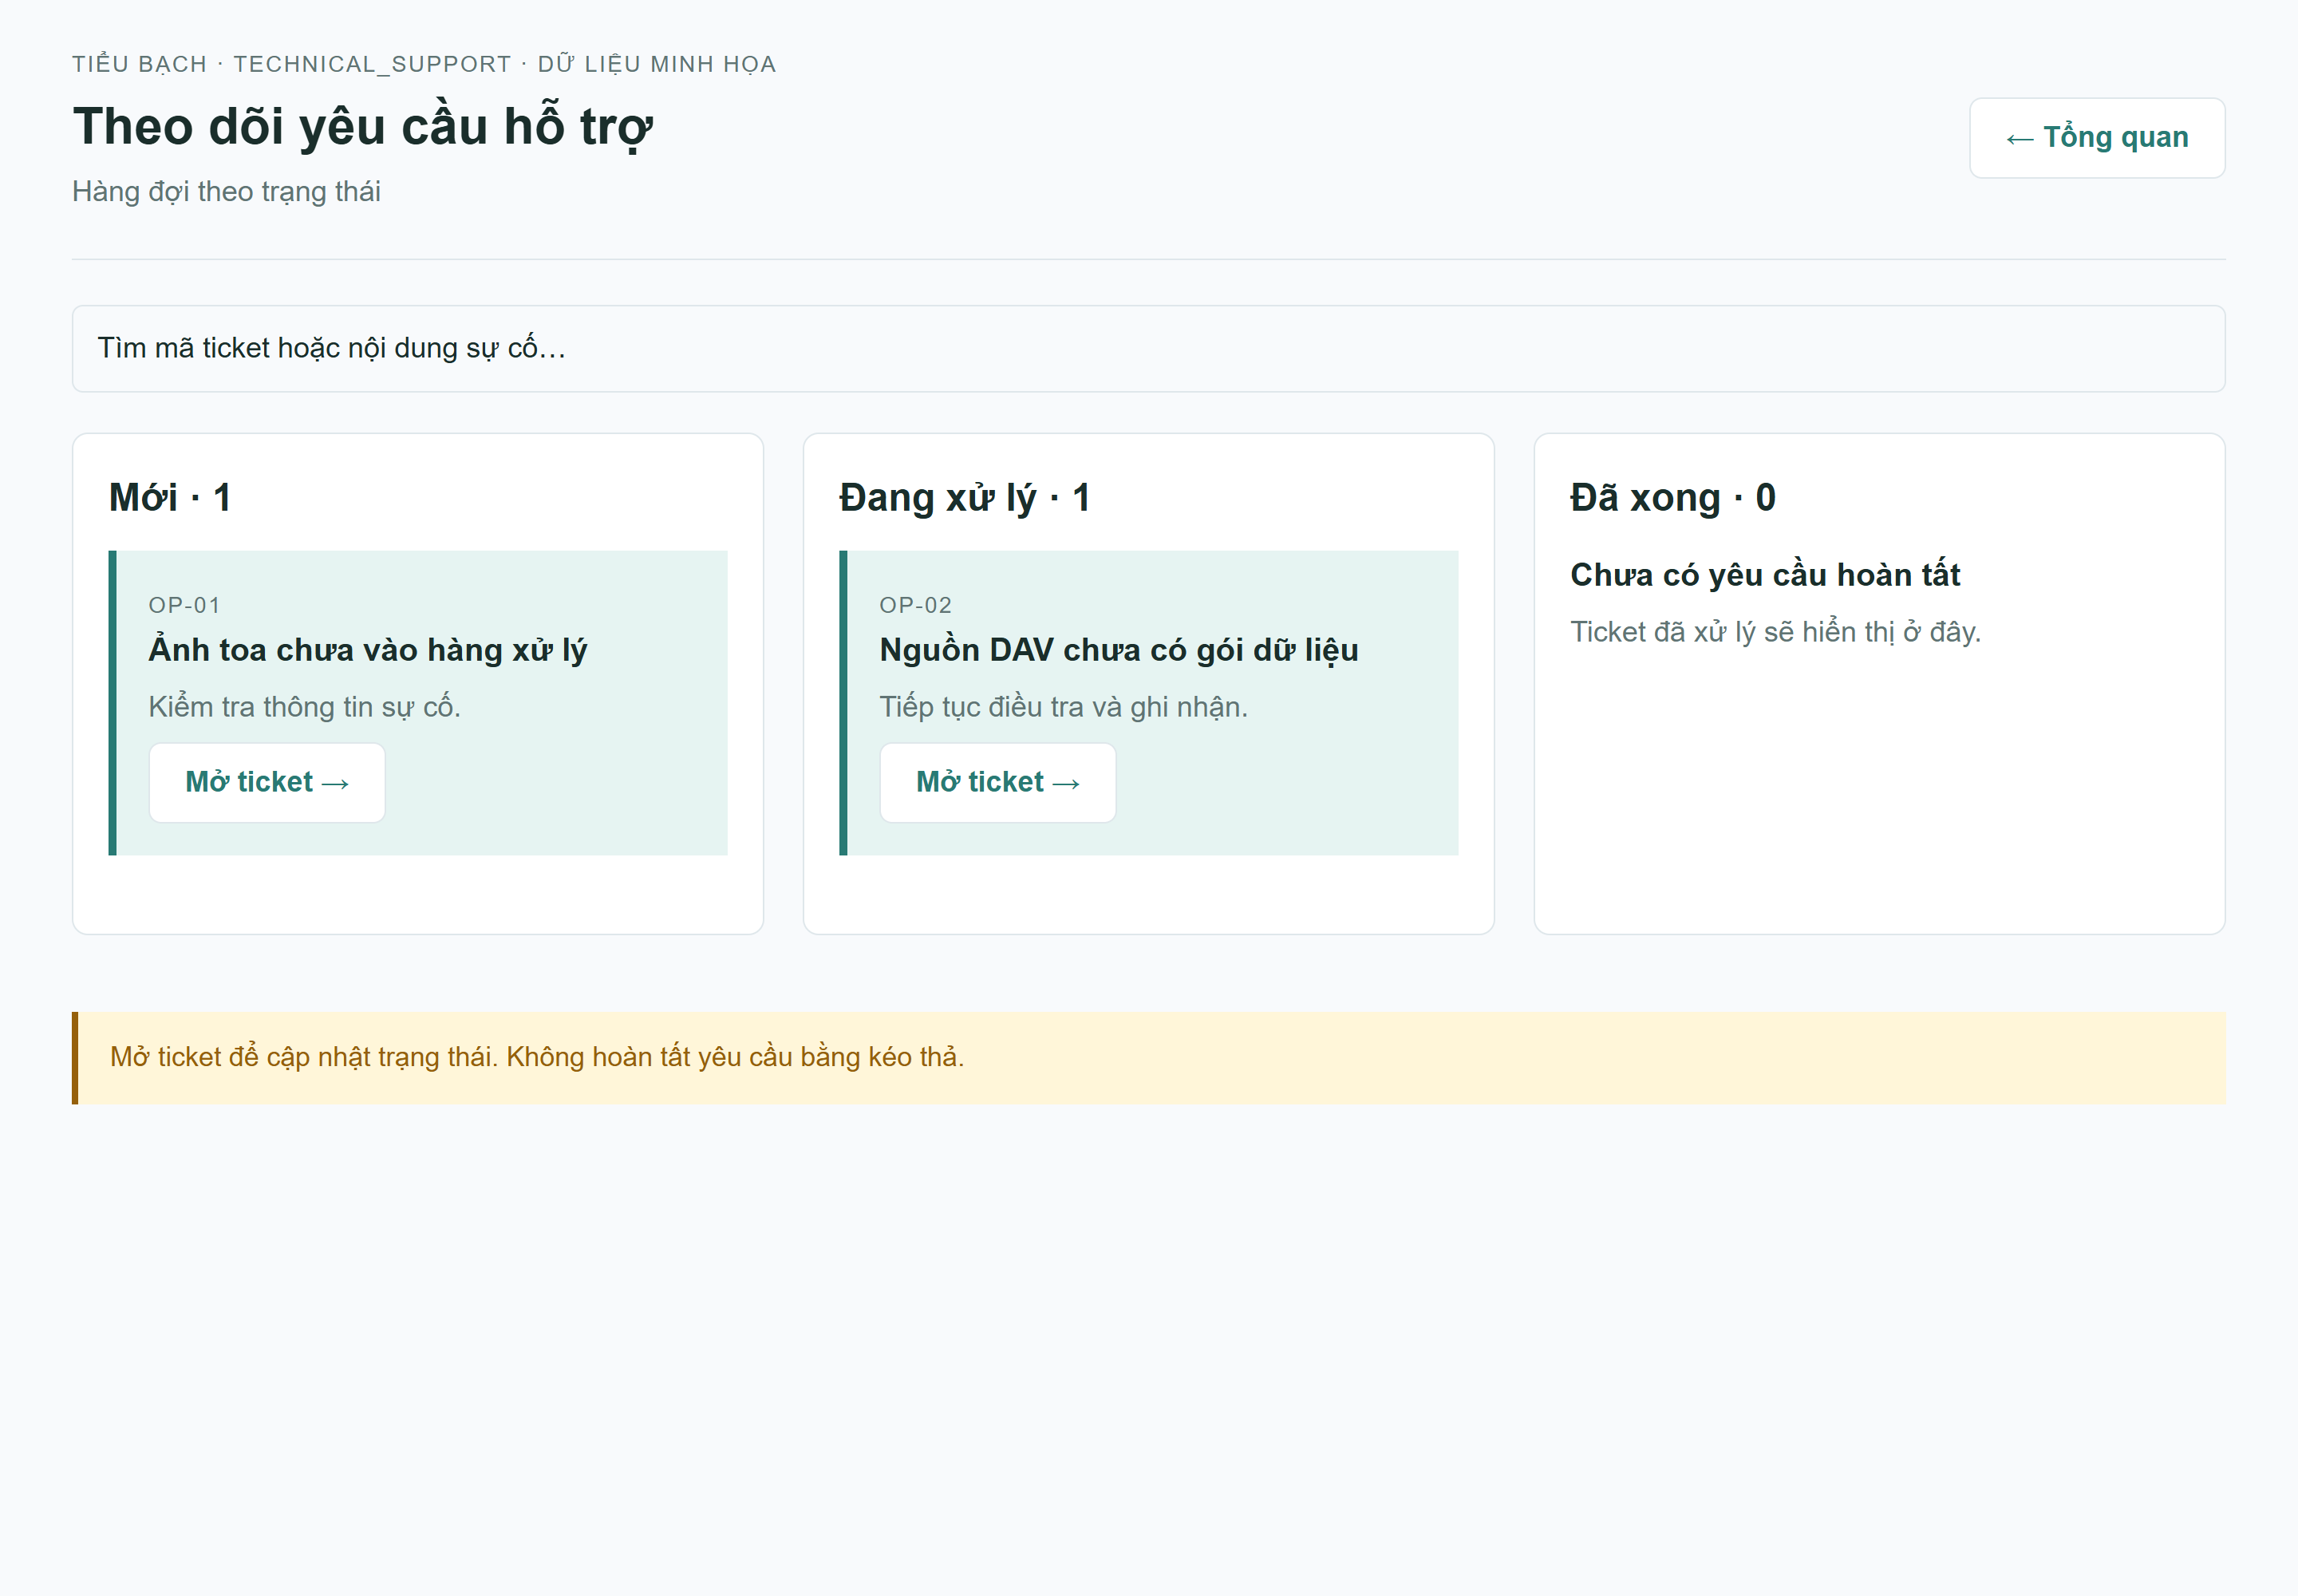 TIỂU BẠCH · TECHNICAL_SUPPORT · DỮ LIỆU MINH HỌA
Theo dõi yêu cầu hỗ trợ
Hàng đợi theo trạng thái
← Tổng quan
Tìm mã ticket hoặc nội dung sự cố…
Mới · 1
OP-01
Ảnh toa chưa vào hàng xử lý
Kiểm tra thông tin sự cố.
Mở ticket →
Đang xử lý · 1
OP-02
Nguồn DAV chưa có gói dữ liệu
Tiếp tục điều tra và ghi nhận.
Mở ticket →
Đã xong · 0
Chưa có yêu cầu hoàn tất
Ticket đã xử lý sẽ hiển thị ở đây.
Mở ticket để cập nhật trạng thái. Không hoàn tất yêu cầu bằng kéo thả.